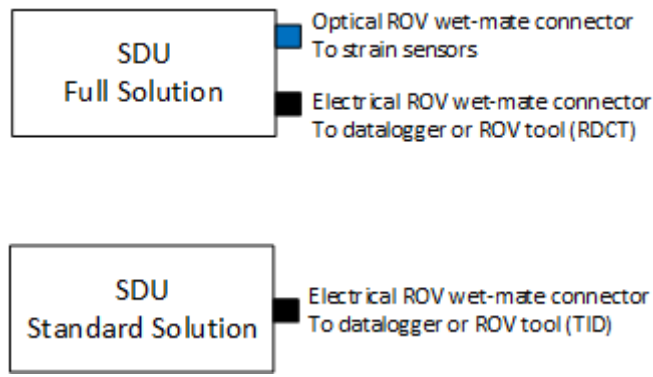 SDU
Full Solution
Optical ROV wet-mate connector
To strain sensors
Electrical ROV wet-mate connector
To datalogger or ROV tool (RDCT)
SDU
Standard Solution
Electrical ROV wet-mate connector
To datalogger or ROV tool (TID)